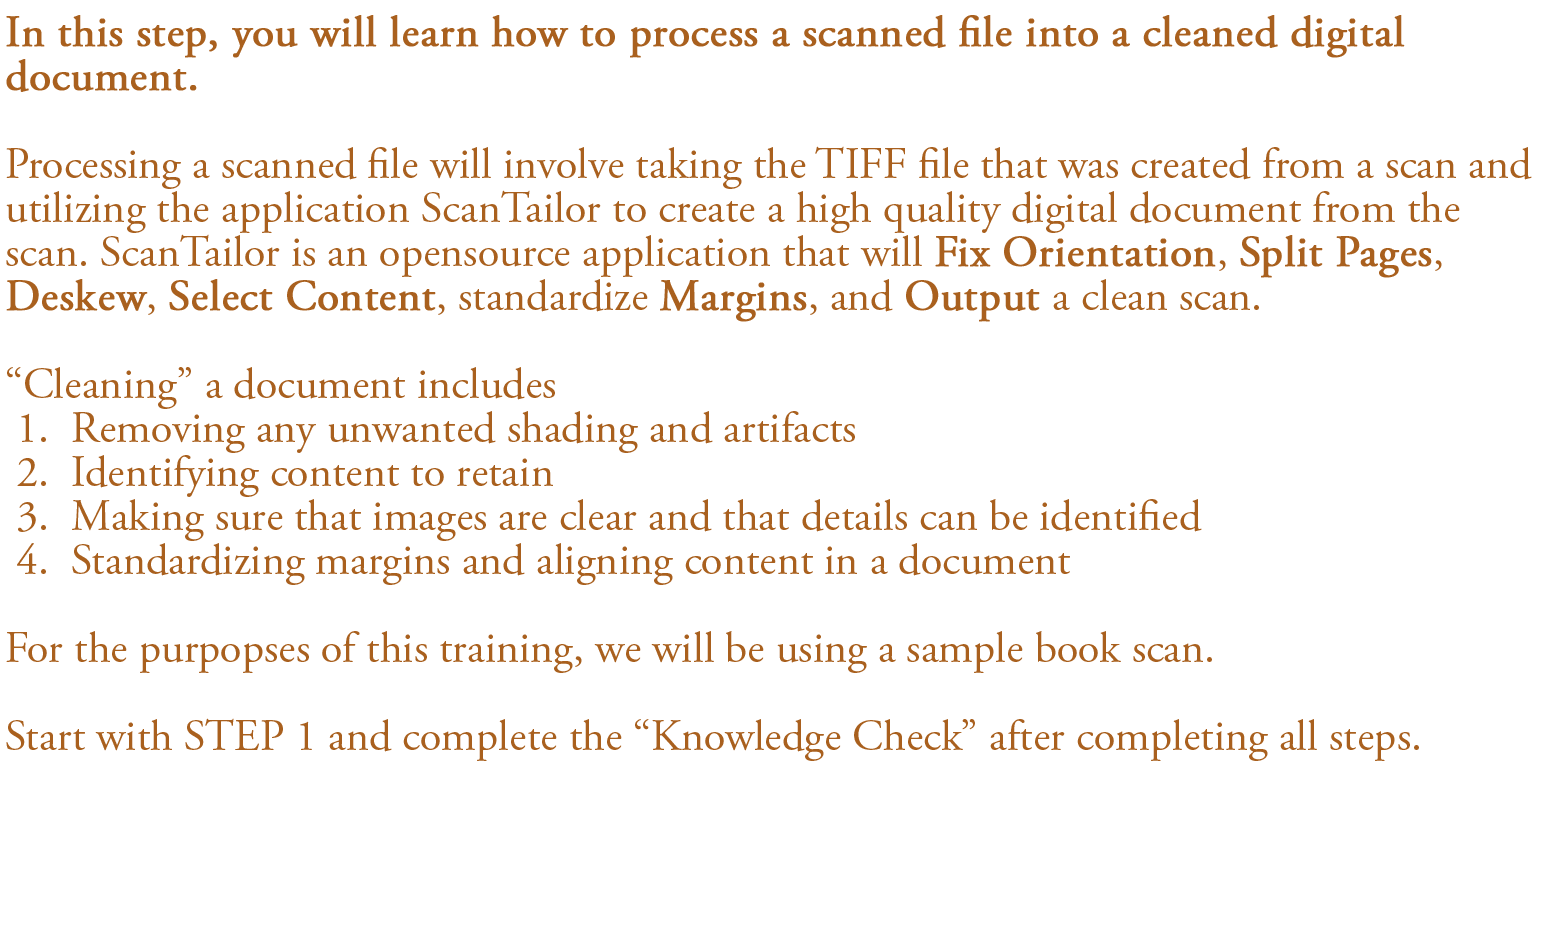 In this step, you will learn how to process a scanned file into a cleaned digital
document.
Processing a scanned file will involve taking the TIFF file that was created from a scan and
utilizing the application ScanTailor to create a high quality digital document from the
scan. ScanTailor is an opensource application that will Fix Orientation, Split Pages,
Deskew, Select Content, standardize Margins, and Output a clean scan.
“Cleaning” a document includes
1. Removing any unwanted shading and artifacts
2. Identifying content to retain
3. Making sure that images are clear and that details can be identified
4. Standardizing margins and aligning content in a document
For the purpopses of this training, we will be using a sample book scan.
Start with STEP 1 and complete the “Knowledge Check” after completing all steps.